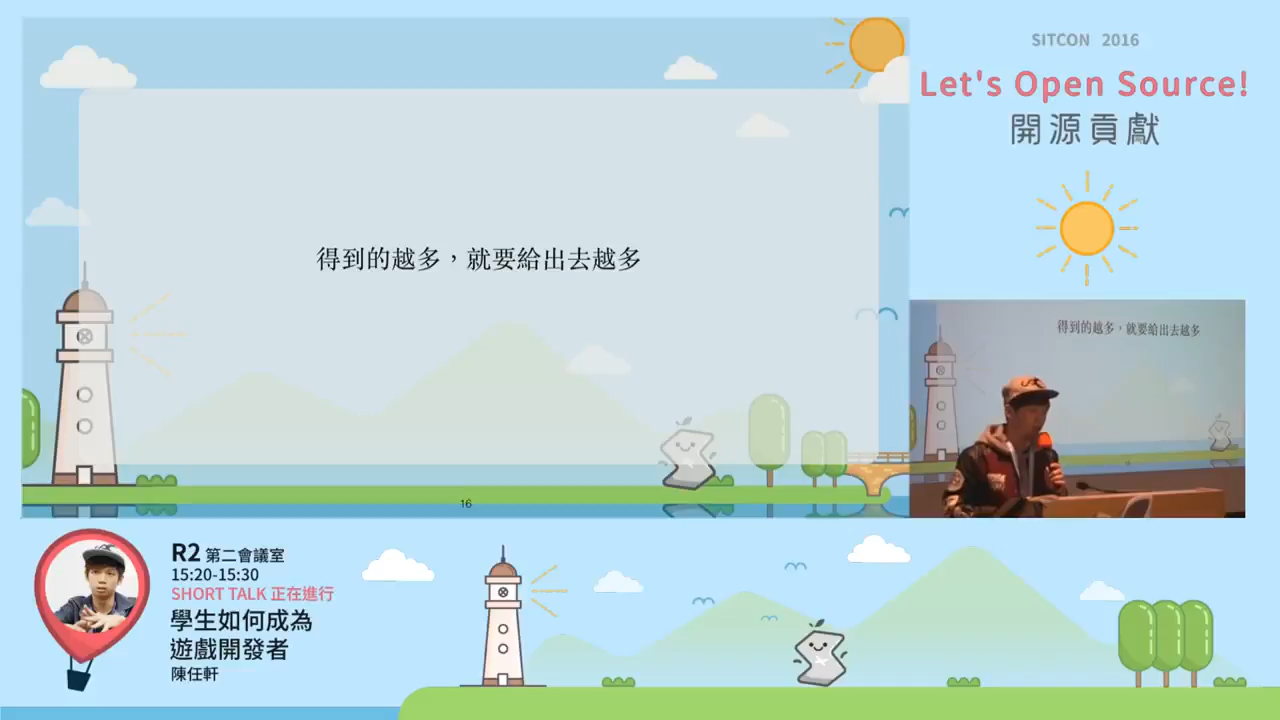 得到的越多，就要給出去越多
16
SITCON 2016
Let's Open Source!
開源貢獻
得到的越多，就要給出去越多
R2 第二會議室
15:20-15:30
SHORT TALK 正在進行
學生如何成為
遊戲開發者
陳任軒